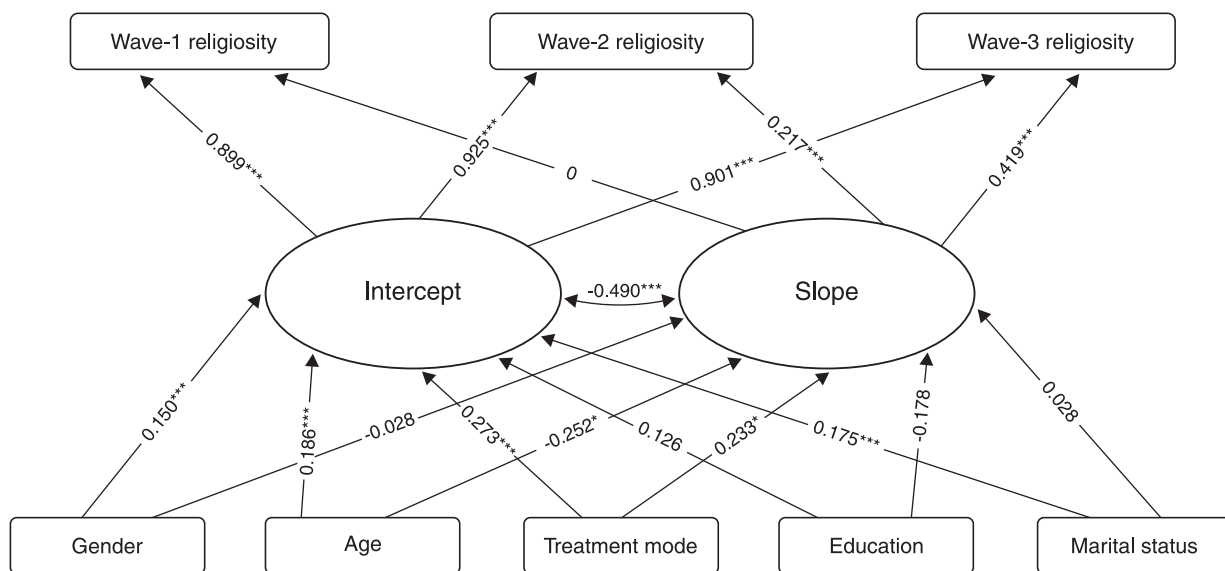 Wave-1 religiosity
Wave-2 religiosity
Wave-3 religiosity
0.899***
0.925***
0
0.901***
0.217***
0.419***
Intercept
-0.490***
Slope
0.150***
0.186***
-0.028
0.273***
-0.252*
0.126
0.233*
0.175***
-0.178
0.028
Gender
Age
Treatment mode
Education
Marital status